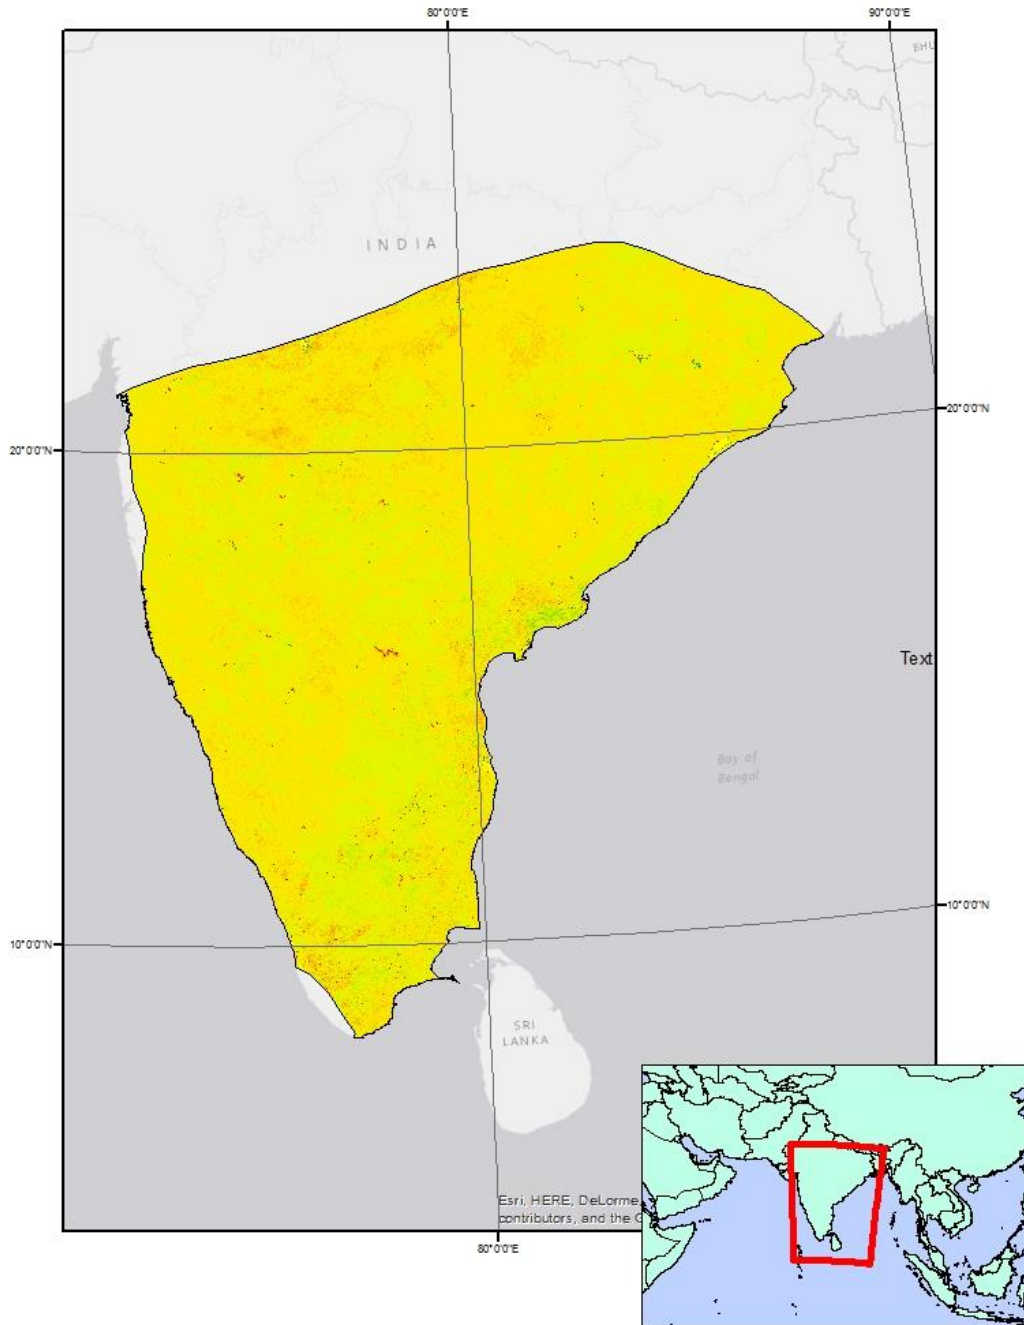 80°0'0"E
90°0'0"E
BHU
INDIA
20°0'0"N
20°0'0"N
Text
Bay of
Bengal
10°0'0"N
10°0'0"N
SRI
LANKA
Esri, HERE, DeLorme,
contributors, and the G
80°0'0"E